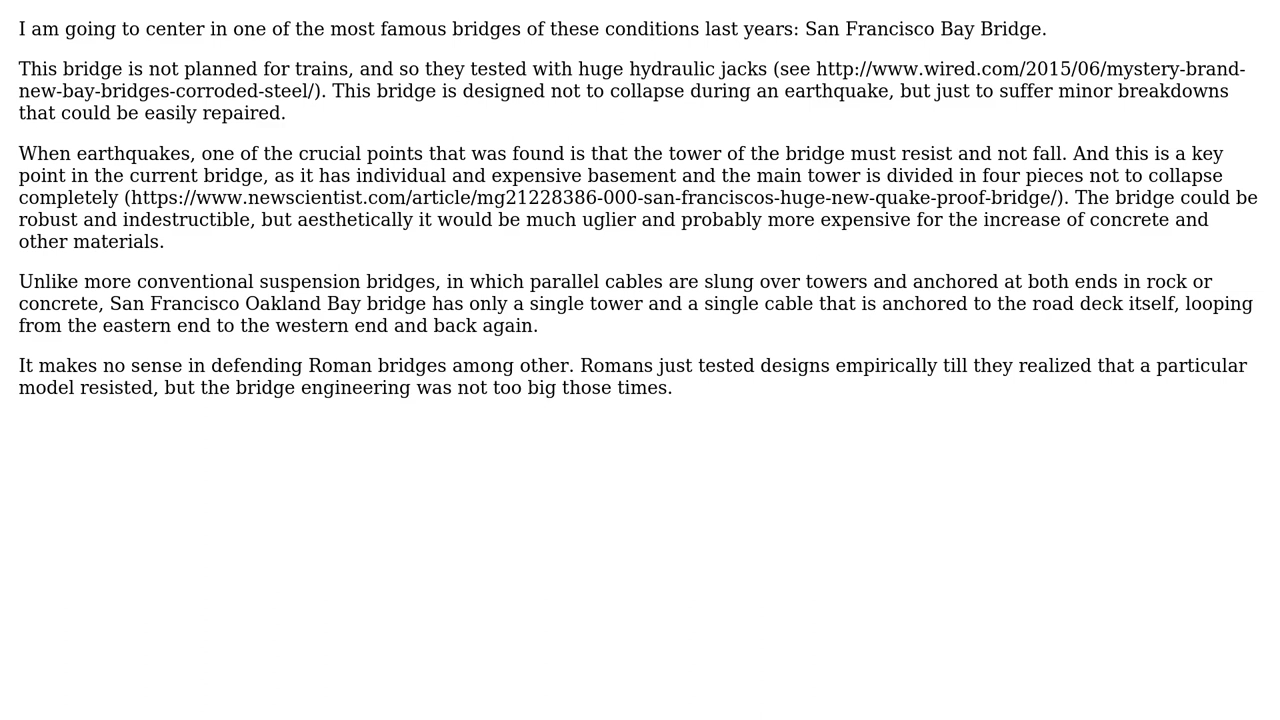 I am going to center in one of the most famous bridges of these conditions last years: San Francisco Bay Bridge.
This bridge is not planned for trains, and so they tested with huge hydraulic jacks (see http://www.wired.com/2015/06/mystery-brand-
new-bay-bridges-corroded-steel/). This bridge is designed not to collapse during an earthquake, but just to suffer minor breakdowns
that could be easily repaired.
When earthquakes, one of the crucial points that was found is that the tower of the bridge must resist and not fall. And this is a key
point in the current bridge, as it has individual and expensive basement and the main tower is divided in four pieces not to collapse
completely (https://www.newscientist.com/article/mg21228386-000-san-franciscos-huge-new-quake-proof-bridge/). The bridge could be
robust and indestructible, but aesthetically it would be much uglier and probably more expensive for the increase of concrete and
other materials.
Unlike more conventional suspension bridges, in which parallel cables are slung over towers and anchored at both ends in rock or
concrete, San Francisco Oakland Bay bridge has only a single tower and a single cable that is anchored to the road deck itself, looping
from the eastern end to the western end and back again.
It makes no sense in defending Roman bridges among other. Romans just tested designs empirically till they realized that a particular
model resisted, but the bridge engineering was not too big those times.